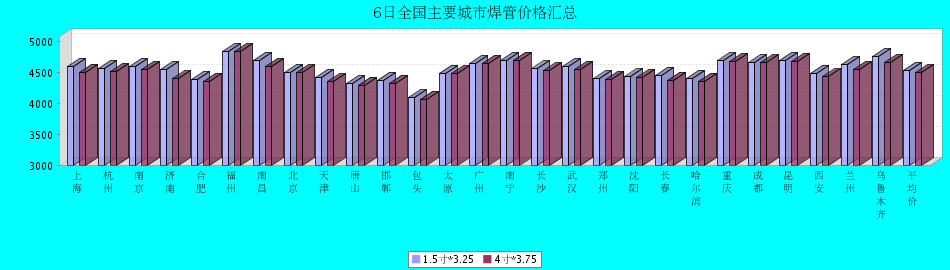 6日全国主要城市焊管价格汇总
5000
4500
4000
3500
3000
上海 杭州 南京 济南 合肥 福州 南昌 北京 天津 唐山 邯郸 包头 太原 广州 南宁 长沙 武汉 郑州 沈阳 长春 哈尔滨 重庆 成都 昆明 西安 兰州 乌鲁木齐 平均价
1.5寸*3.25 4寸*3.75